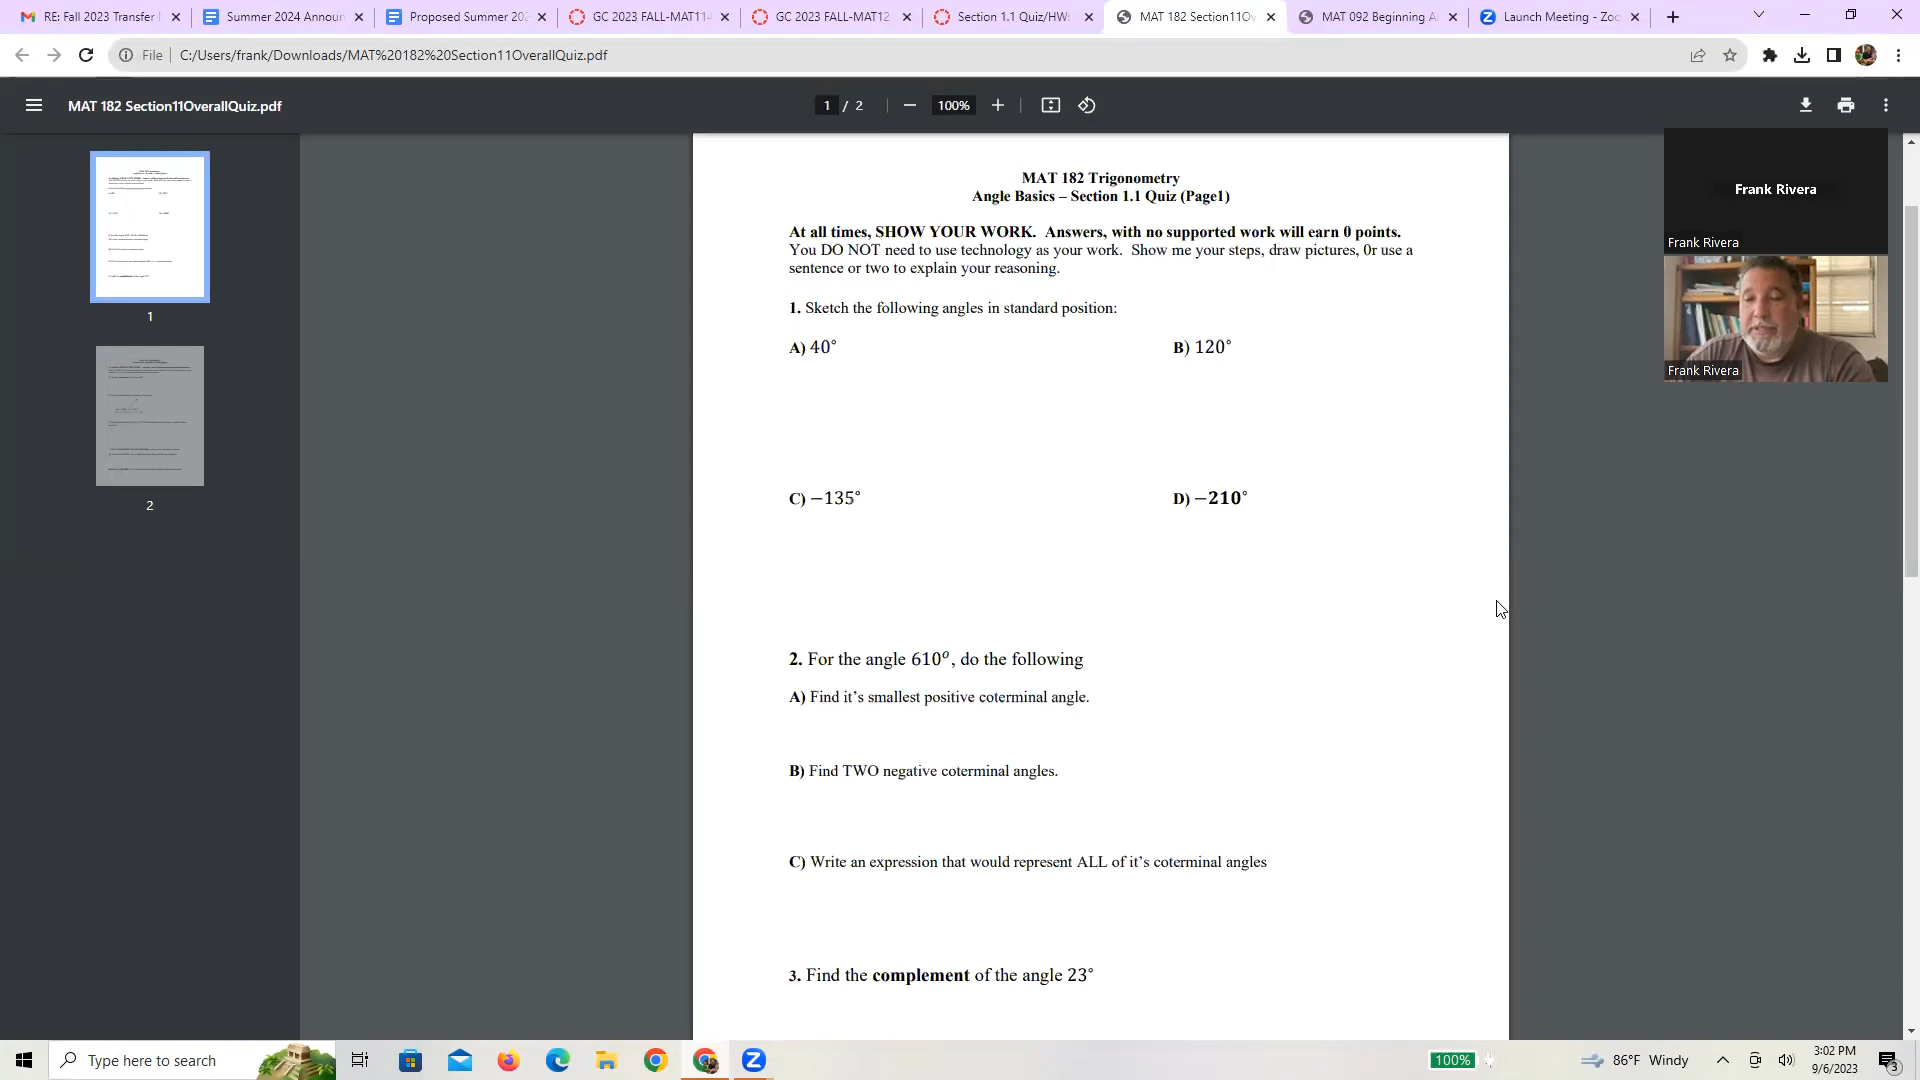 RE: Fall 2023 Transfer
Summer 2024 Announ
Proposed Summer 202
GC 2023 FALL-MAT114
GC 2023 FALL-MAT12
Section 1.1 Quiz/HW:
MAT 182 Section11Ov
MAT 092 Beginning Al
Launch Meeting - Zoo
File
C:/Users/frank/Downloads/MAT%20182%20Section11OverallQuiz.pdf
MAT 182 Section11OverallQuiz.pdf
1 / 2
100%
1
2
MAT 182 Trigonometry
Angle Basics – Section 1.1 Quiz (Page1)
At all times, SHOW YOUR WORK. Answers, with no supported work will earn 0 points.
You DO NOT need to use technology as your work. Show me your steps, draw pictures, 0r use a
sentence or two to explain your reasoning.
1. Sketch the following angles in standard position:
A) 40°
B) 120°
C) −135°
D) −210°
2. For the angle 610°, do the following
A) Find it’s smallest positive coterminal angle.
B) Find TWO negative coterminal angles.
C) Write an expression that would represent ALL of it’s coterminal angles
3. Find the complement of the angle 23°
Frank Rivera
Frank Rivera
Frank Rivera
Type here to search
100%
86°F Windy
3:02 PM
9/6/2023
3